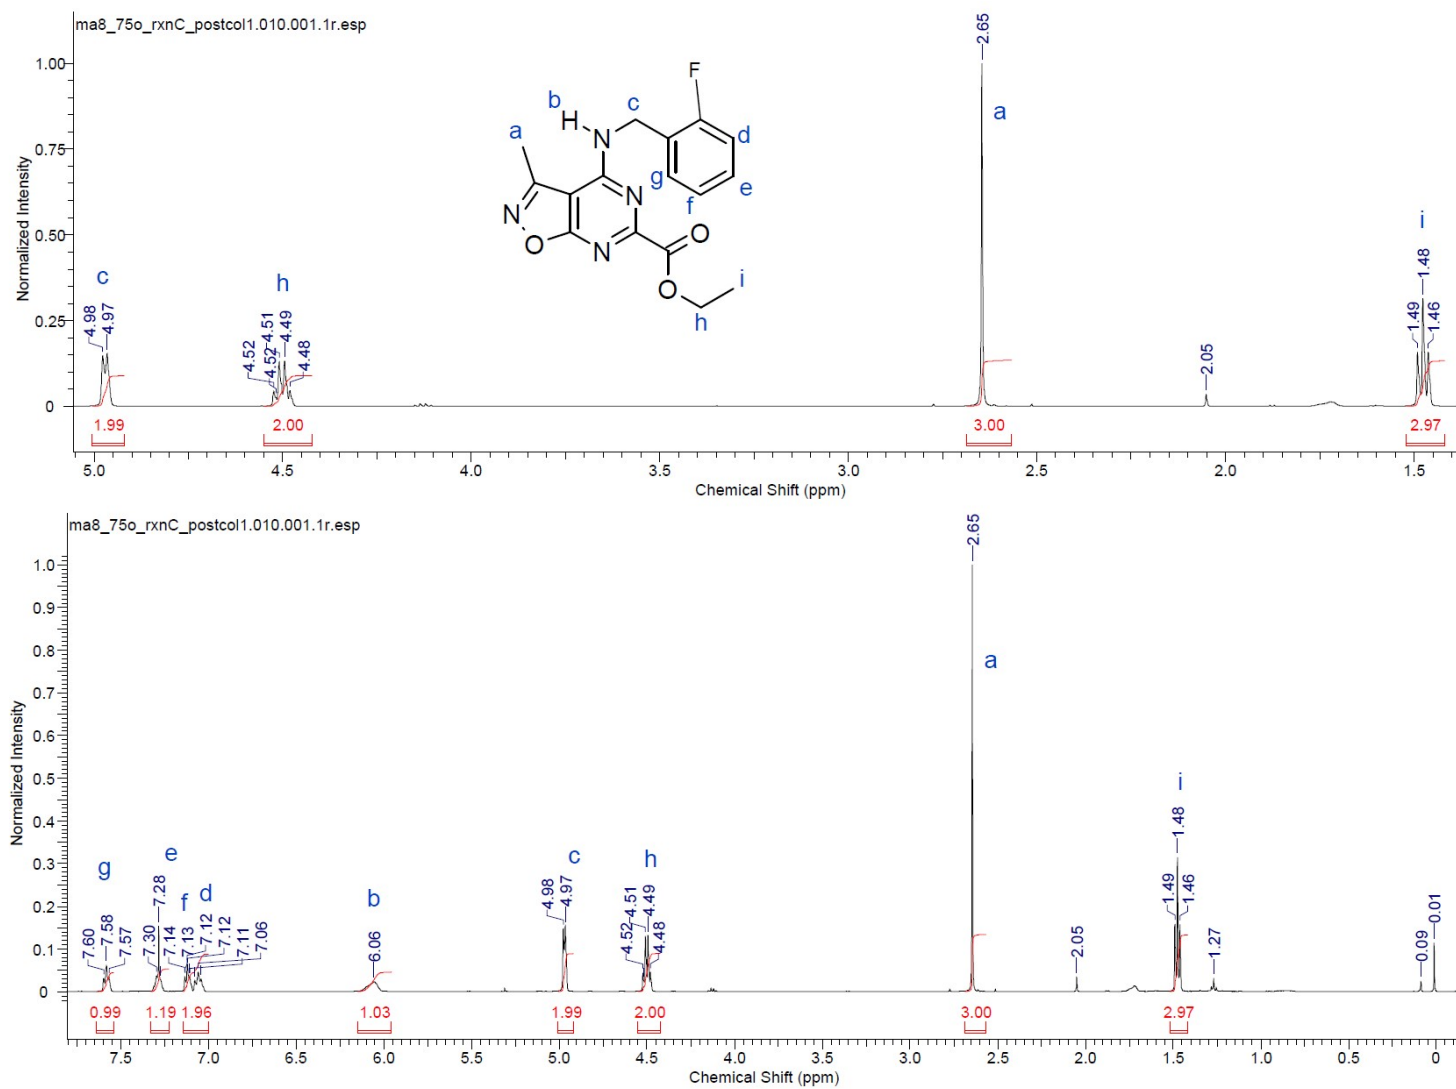 ma8_75o_rxnC_postcol1.010.001.1r.esp
2.65
1.00
F
b
H
c
a
a
N
d
0.75
g
e
N
f
N
i
0.50
O
N
O
i
c
O
h
h
1.48
4.98
4.97
4.52
4.52
4.51
4.49
4.48
1.49
1.46
0.25
2.05
0
1.99
2.00
3.00
2.97
5.0 4.5 4.0 3.5 3.0 2.5 2.0 1.5
Chemical Shift (ppm)
Normalized Intensity
ma8_75o_rxnC_postcol1.010.001.1r.esp
2.65
1.0
0.9
0.8
a
0.7
0.6
0.5
i
0.4
1.48
g
e
c
h
0.3
f
d
b
7.28
4.98
4.97
4.51
4.49
1.49
1.46
0.2
7.60
7.58
7.57
7.30
7.14
7.13
7.12
7.12
7.11
7.06
6.06
4.52
4.48
0.1
2.05
1.27
0.09
0.01
0
0.99 1.19 1.96 1.03 1.99 2.00 3.00 2.97
7.5 7.0 6.5 6.0 5.5 5.0 4.5 4.0 3.5 3.0 2.5 2.0 1.5 1.0 0.5 0
Chemical Shift (ppm)
Normalized Intensity